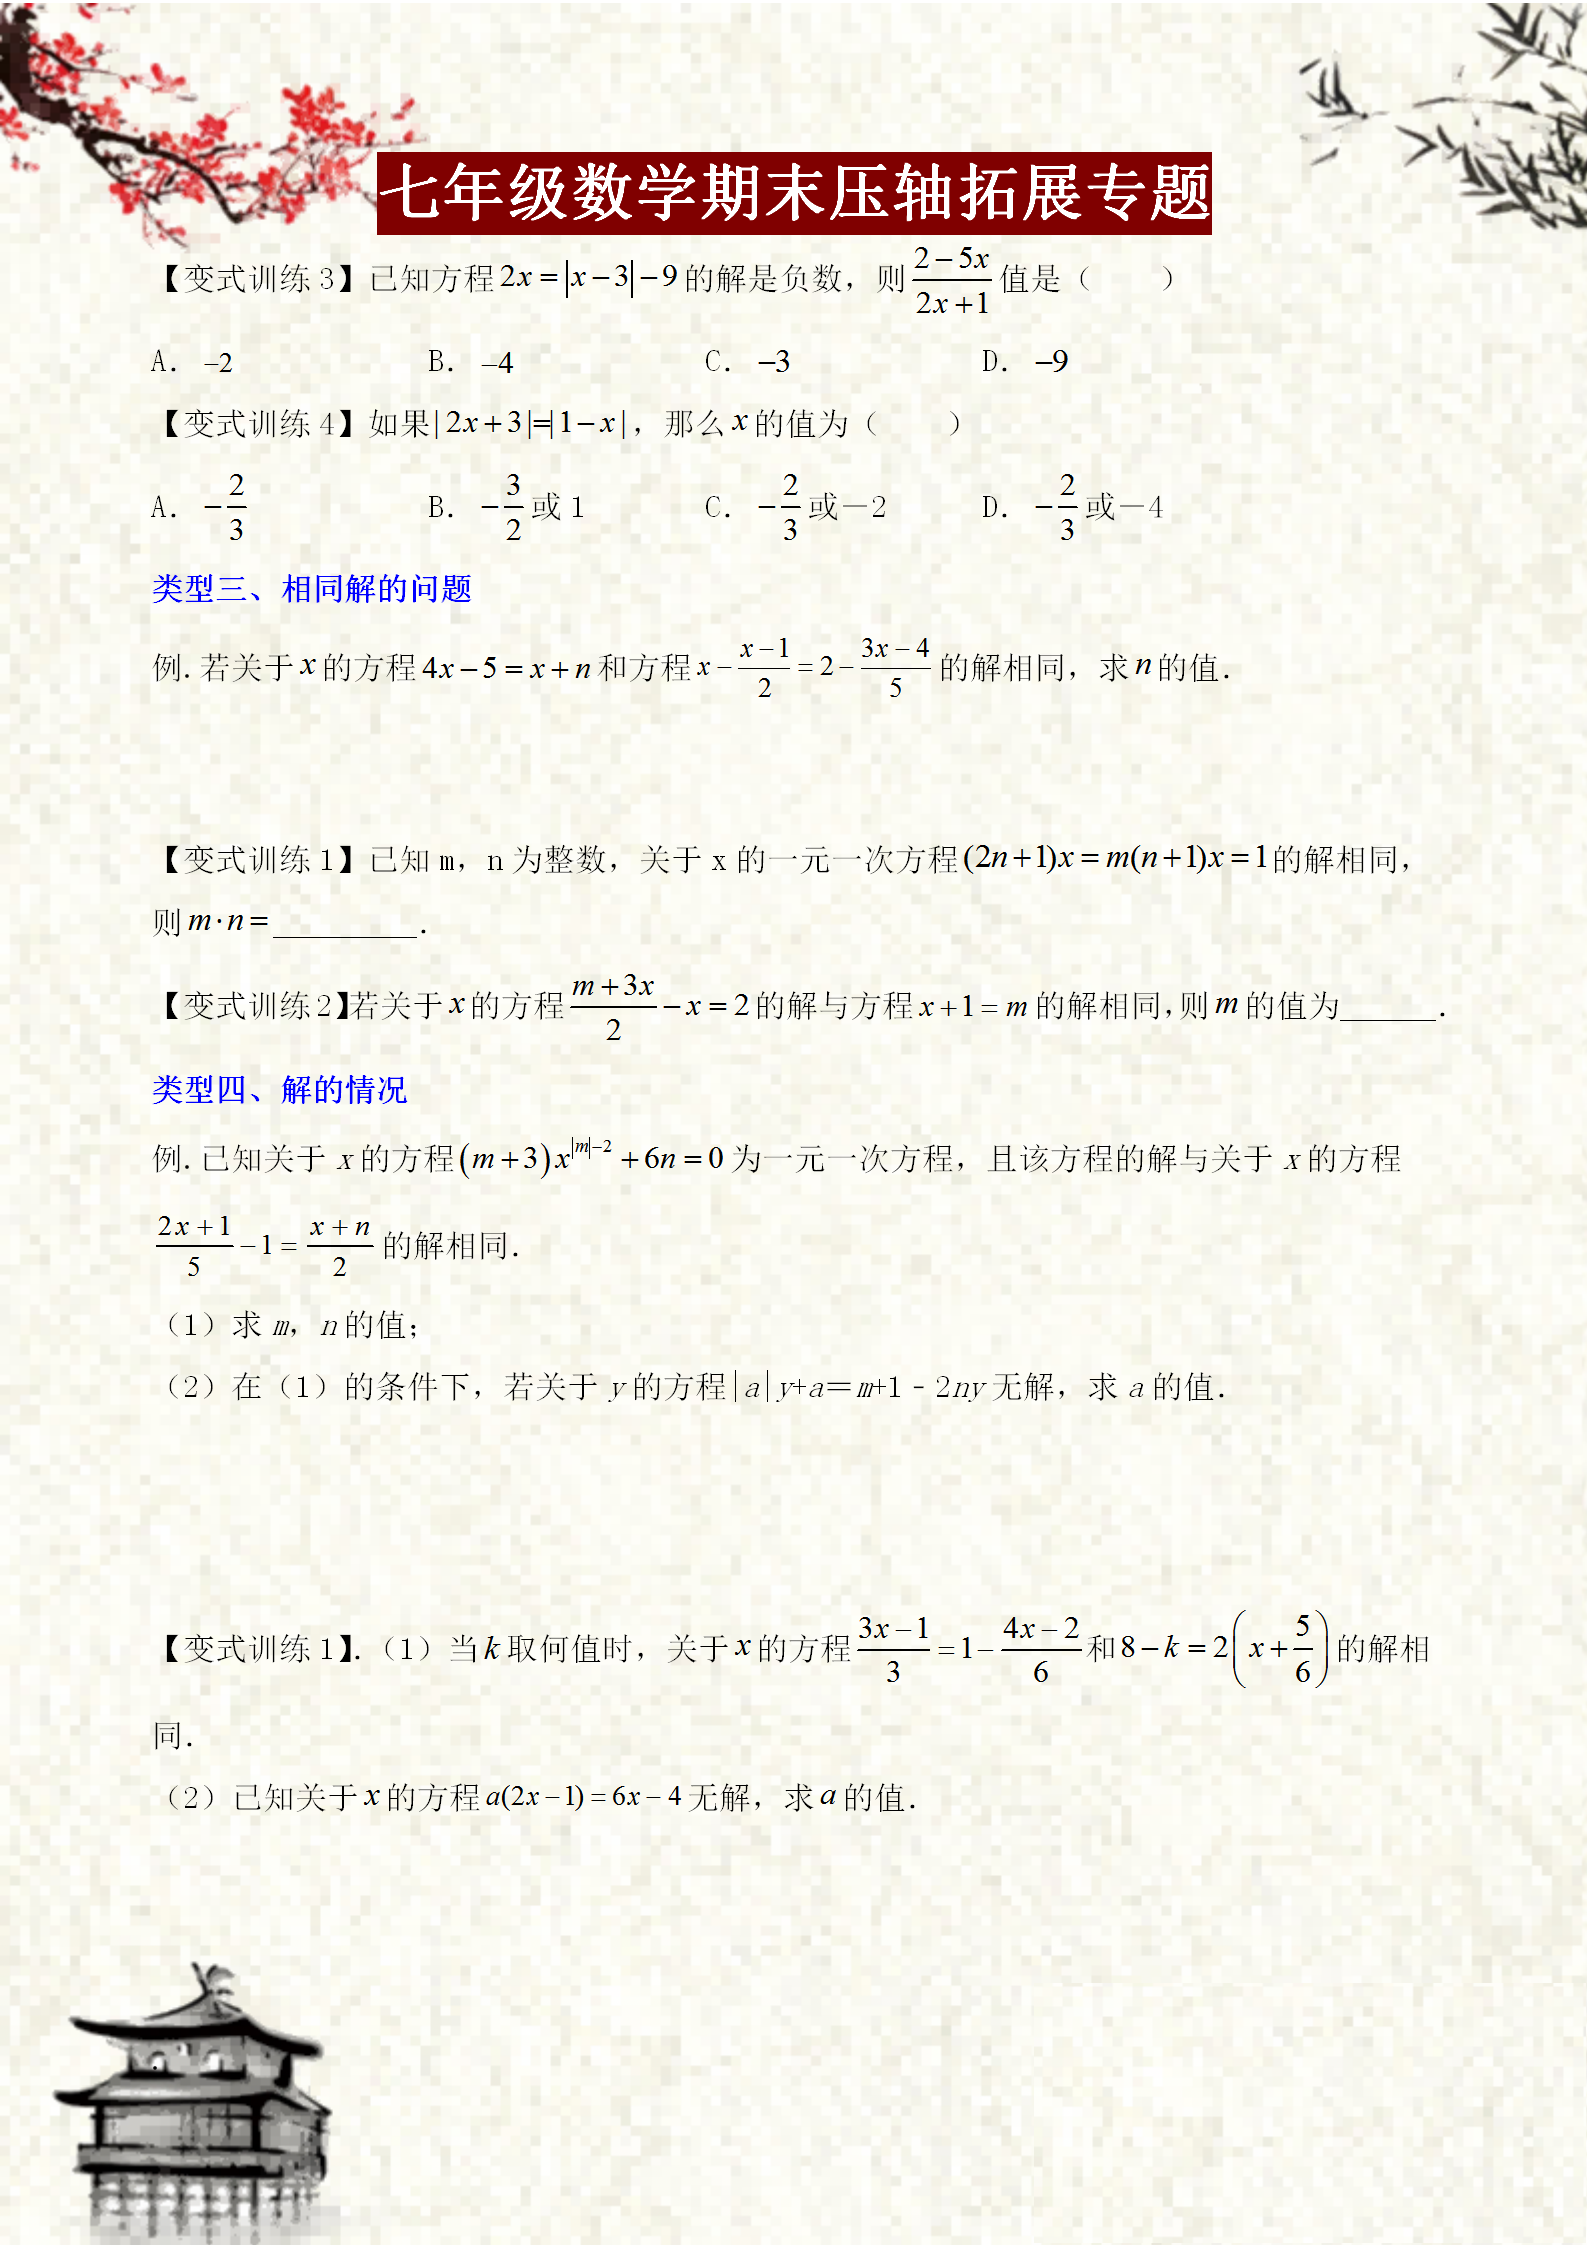 七年级数学期末压轴拓展专题
【变式训练3】已知方程2x=|x−3|−9的解是负数，则(2−5x)/(2x+1)值是（　　）
A．−2 B．−4 C．−3 D．−9
【变式训练4】如果|2x+3|=|1−x|，那么x的值为（　　）
A．−2/3 B．−3/2或1 C．−2/3或－2 D．−2/3或－4
类型三、相同解的问题
例.若关于x的方程4x−5=x+n和方程x−(x−1)/2=2−(3x−4)/5的解相同，求n的值．
【变式训练1】已知m，n为整数，关于x的一元一次方程(2n+1)x=m(n+1)x=1的解相同，
则m·n=_________．
【变式训练2】若关于x的方程(m+3x)/2−x=2的解与方程x+1=m的解相同，则m的值为______．
类型四、解的情况
例.已知关于x的方程(m+3)x^(|m|−2)+6n=0为一元一次方程，且该方程的解与关于x的方程
(2x+1)/5−1=(x+n)/2的解相同．
（1）求m，n的值；
（2）在（1）的条件下，若关于y的方程|a|y+a＝m+1﹣2ny无解，求a的值．
【变式训练1】.（1）当k取何值时，关于x的方程(3x−1)/3=1−(4x−2)/6和8−k=2(x+5/6)的解相
同．
（2）已知关于x的方程a(2x−1)=6x−4无解，求a的值．